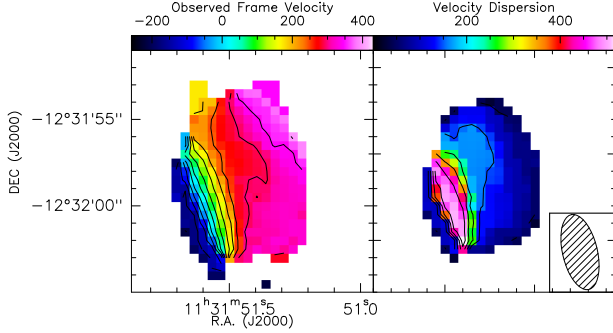 Observed Frame Velocity Velocity Dispersion
−200 0 200 400 200 400
−12°31'55"
DEC (J2000)
−12°32'00"
11ʰ31ᵐ51.ˢ5 51.ˢ0
R.A. (J2000)